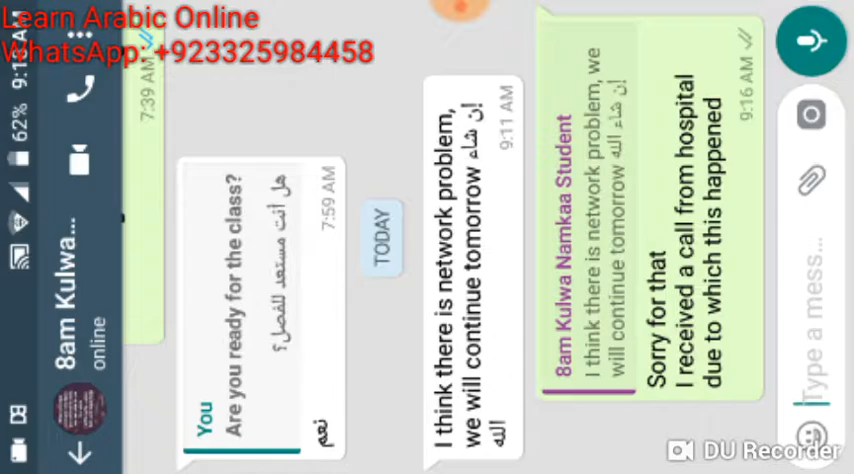 Learn Arabic Online
WhatsApp: +923325984458
62% 9:18 AM
8am Kulwa...
online
7:39 AM
You
Are you ready for the class?
هل أنت مستعد للفصل؟
نعم
7:59 AM
TODAY
I think there is network problem,
we will continue tomorrow إن شاء
الله
9:11 AM
8am Kulwa Namkaa Student
I think there is network problem, we
will continue tomorrow إن شاء الله
Sorry for that
I received a call from hospital
due to which this happened
9:16 AM
Type a mess...
DU Recorder